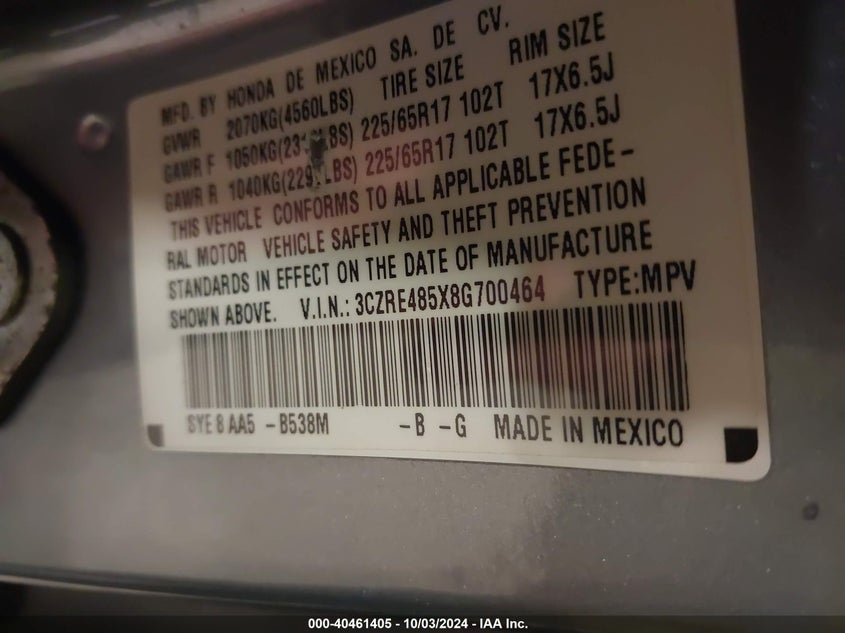 MFD. BY HONDA DE MEXICO SA. DE CV.
GVWR 2070KG(4560LBS) TIRE SIZE RIM SIZE
GAWR F 1050KG( LBS) 225/65R17 102T 17X6.5J
GAWR R 1040KG( LBS) 225/65R17 102T 17X6.5J
THIS VEHICLE CONFORMS TO ALL APPLICABLE FEDE-
RAL MOTOR VEHICLE SAFETY AND THEFT PREVENTION
STANDARDS IN EFFECT ON THE DATE OF MANUFACTURE
SHOWN ABOVE. V.I.N.: 3CZRE485X8G700464 TYPE:MPV
SYE 8 AA5 -B538M -B -G MADE IN MEXICO
000-40461405 - 10/03/2024 - IAA Inc.